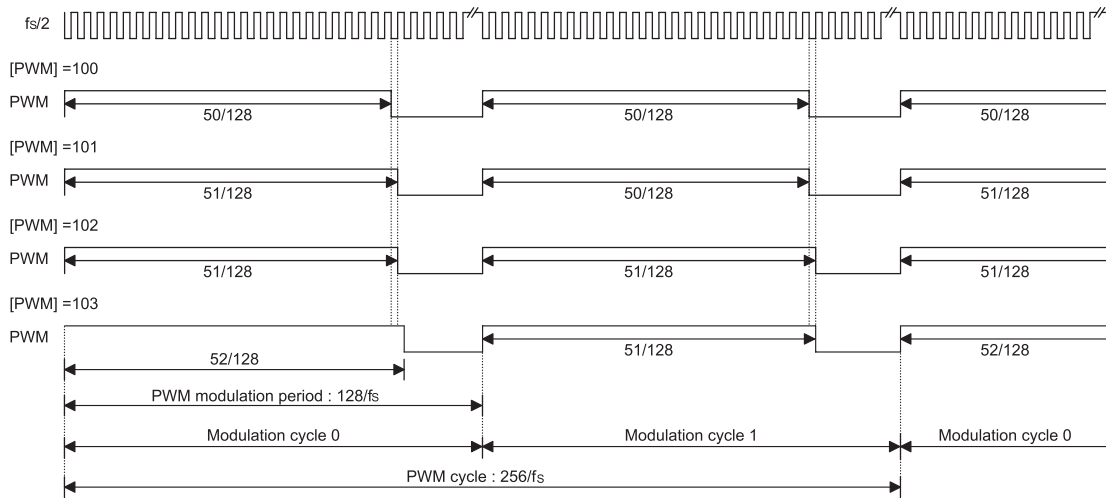 fS/2
[PWM] =100
PWM
50/128 50/128 50/128
[PWM] =101
PWM
51/128 50/128 51/128
[PWM] =102
PWM
51/128 51/128 51/128
[PWM] =103
PWM
52/128 51/128 52/128
PWM modulation period : 128/fS
Modulation cycle 0 Modulation cycle 1 Modulation cycle 0
PWM cycle : 256/fS